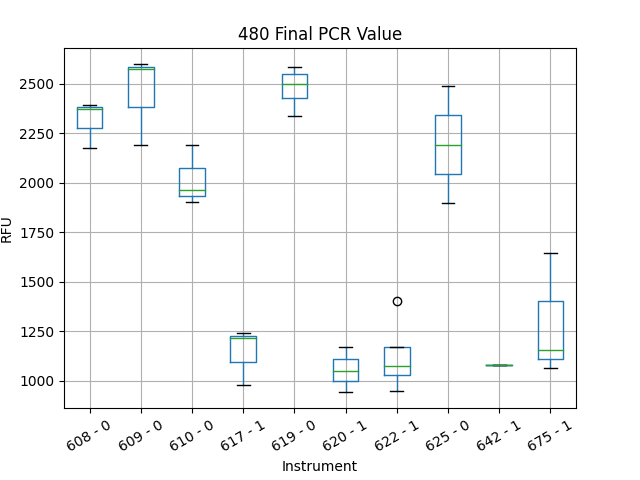 480 Final PCR Value
RFU
2500
2250
2000
1750
1500
1250
1000
608 - 0
609 - 0
610 - 0
617 - 1
619 - 0
620 - 1
622 - 1
625 - 0
642 - 1
675 - 1
Instrument